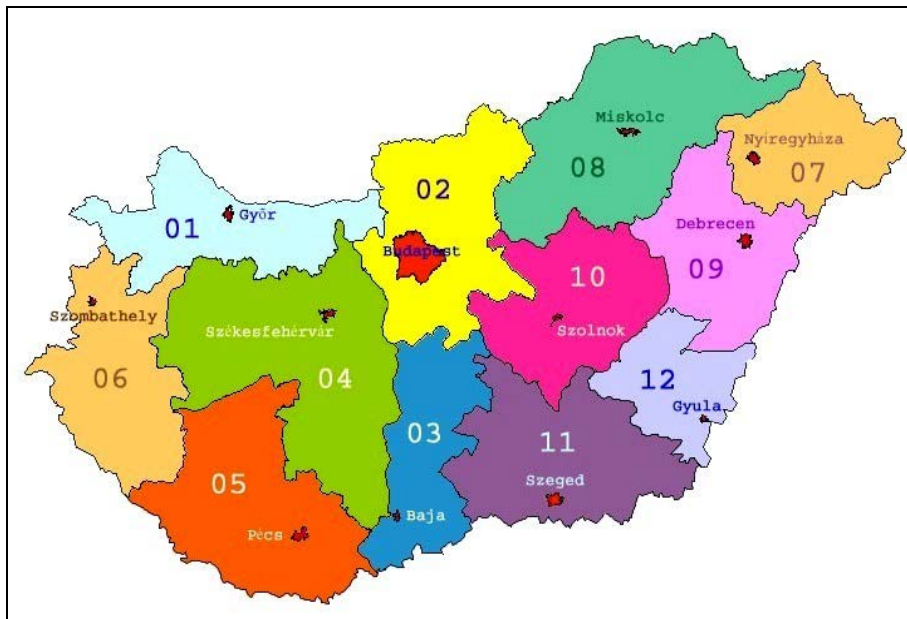 Miskolc
Nyíregyháza
08
07
02
Győr
01
Debrecen
Budapest
09
10
Szombathely
Székesfehérvár
Szolnok
06
04
12
Gyula
03
11
05
Szeged
Baja
Pécs